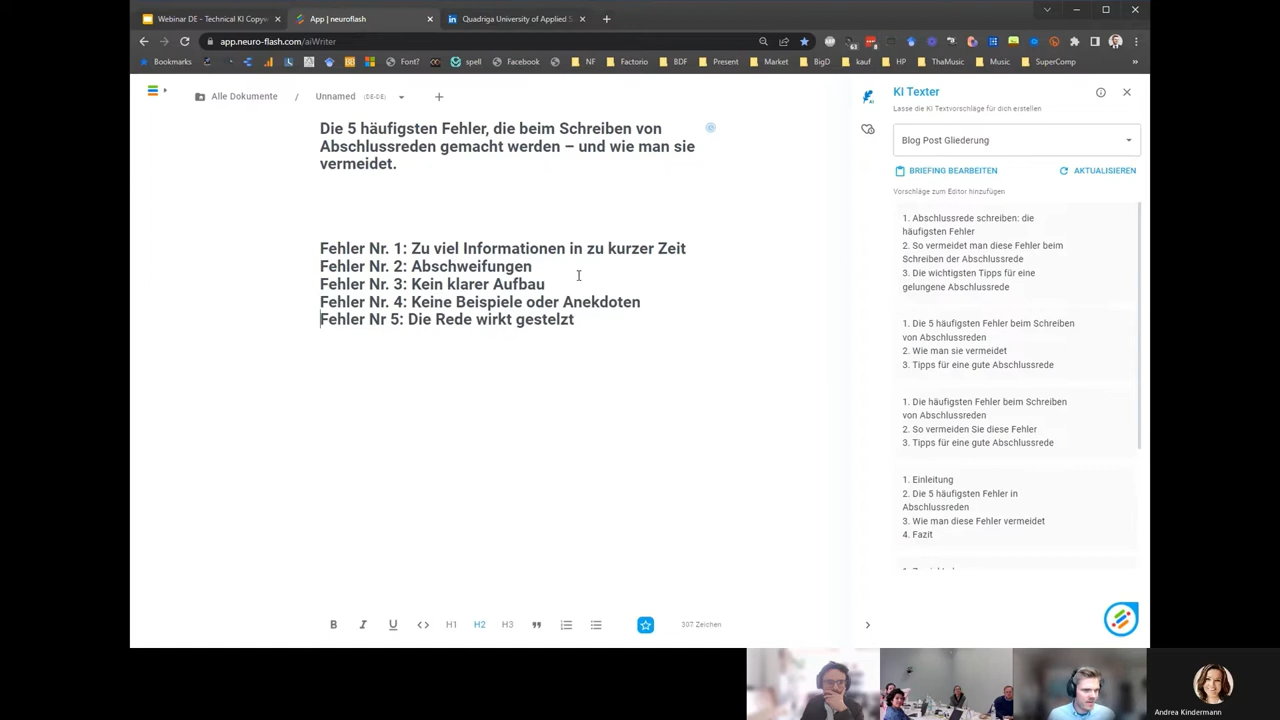 Webinar DE - Technical KI Copyw
App | neuroflash
Quadriga University of Applied S
app.neuro-flash.com/aiWriter
Bookmarks
Font?
spell
Facebook
NF
Factorio
BDF
Present
Market
BigD
kauf
HP
ThaMusic
Music
SuperComp
Alle Dokumente / Unnamed (DE-DE)
Die 5 häufigsten Fehler, die beim Schreiben von
Abschlussreden gemacht werden – und wie man sie
vermeidet.
Fehler Nr. 1: Zu viel Informationen in zu kurzer Zeit
Fehler Nr. 2: Abschweifungen
Fehler Nr. 3: Kein klarer Aufbau
Fehler Nr. 4: Keine Beispiele oder Anekdoten
Fehler Nr 5: Die Rede wirkt gestelzt
B I U <> H1 H2 H3
307 Zeichen
KI Texter
Lasse die KI Textvorschläge für dich erstellen
Blog Post Gliederung
BRIEFING BEARBEITEN
AKTUALISIEREN
Vorschläge zum Editor hinzufügen
1. Abschlussrede schreiben: die
häufigsten Fehler
2. So vermeidet man diese Fehler beim
Schreiben der Abschlussrede
3. Die wichtigsten Tipps für eine
gelungene Abschlussrede
1. Die 5 häufigsten Fehler beim Schreiben
von Abschlussreden
2. Wie man sie vermeidet
3. Tipps für eine gute Abschlussrede
1. Die häufigsten Fehler beim Schreiben
von Abschlussreden
2. So vermeiden Sie diese Fehler
3. Tipps für eine gute Abschlussrede
1. Einleitung
2. Die 5 häufigsten Fehler in
Abschlussreden
3. Wie man diese Fehler vermeidet
4. Fazit
Andrea Kindermann